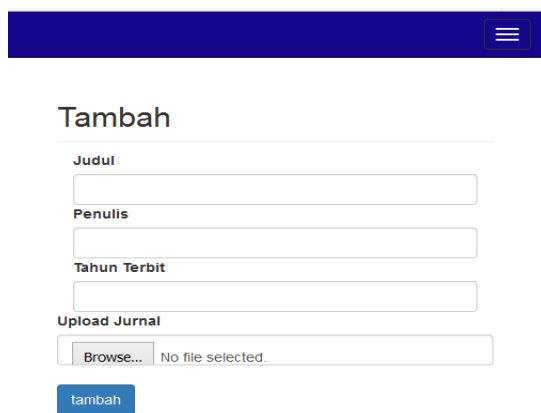 Tambah
Judul
Penulis
Tahun Terbit
Upload Jurnal
Browse... No file selected.
tambah